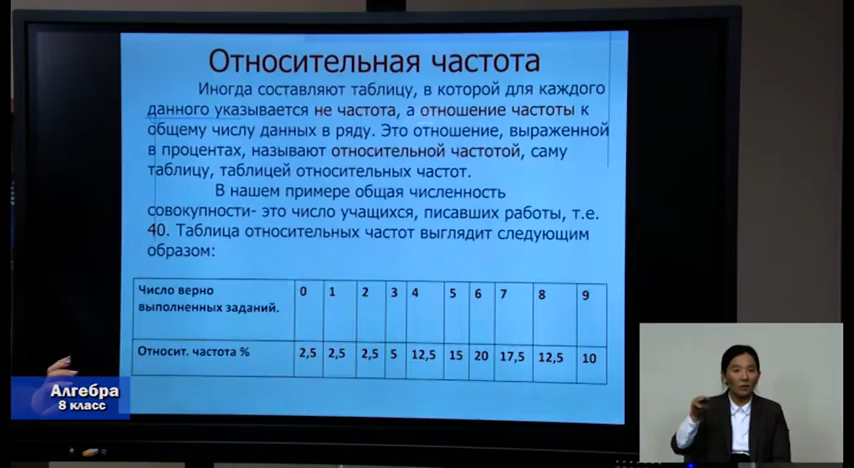 Относительная частота
Иногда составляют таблицу, в которой для каждого
данного указывается не частота, а отношение частоты к
общему числу данных в ряду. Это отношение, выраженной
в процентах, называют относительной частотой, саму
таблицу, таблицей относительных частот.
В нашем примере общая численность
совокупности- это число учащихся, писавших работы, т.е.
40. Таблица относительных частот выглядит следующим
образом:
Число верно выполненных заданий. 0 1 2 3 4 5 6 7 8 9
Относит. частота % 2,5 2,5 2,5 5 12,5 15 20 17,5 12,5 10
Алгебра
8 класс